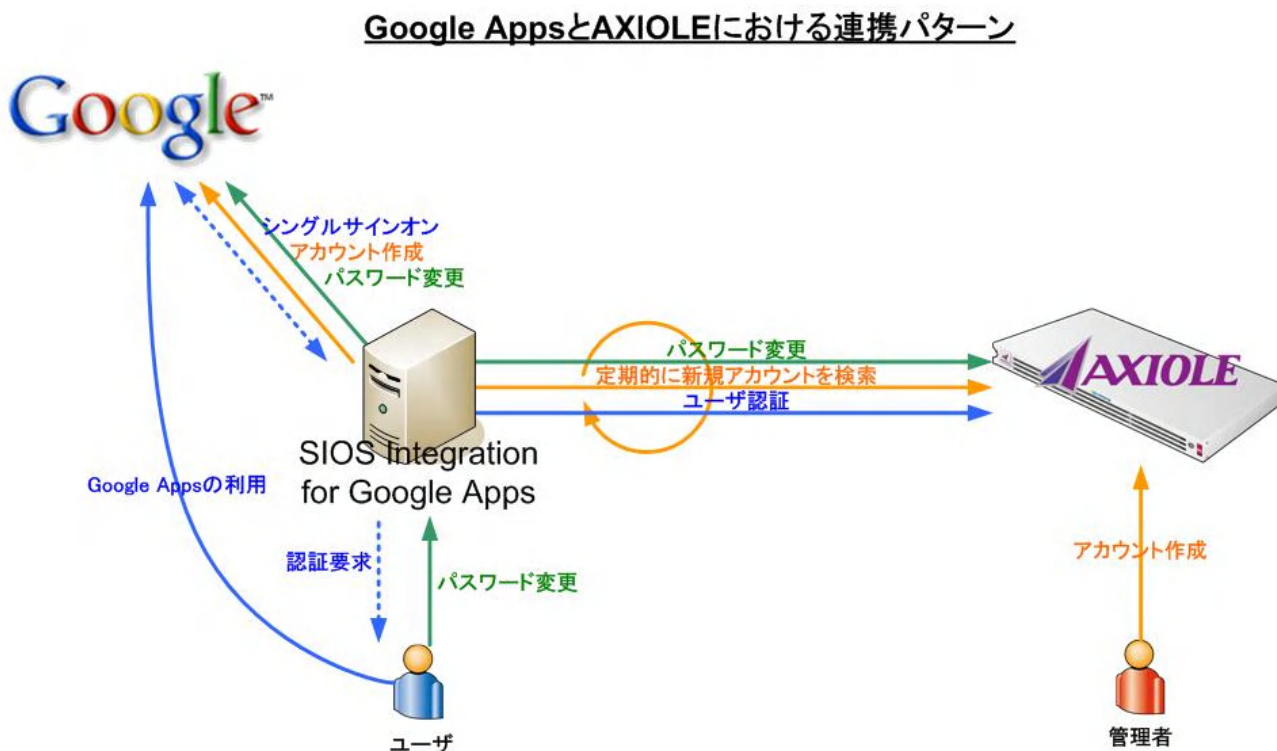 Google AppsとAXIOLEにおける連携パターン
Google™
シングルサインオン
アカウント作成
パスワード変更
パスワード変更
定期的に新規アカウントを検索
ユーザ認証
AXIOLE
SIOS Integration
for Google Apps
Google Appsの利用
認証要求
パスワード変更
アカウント作成
ユーザ
管理者